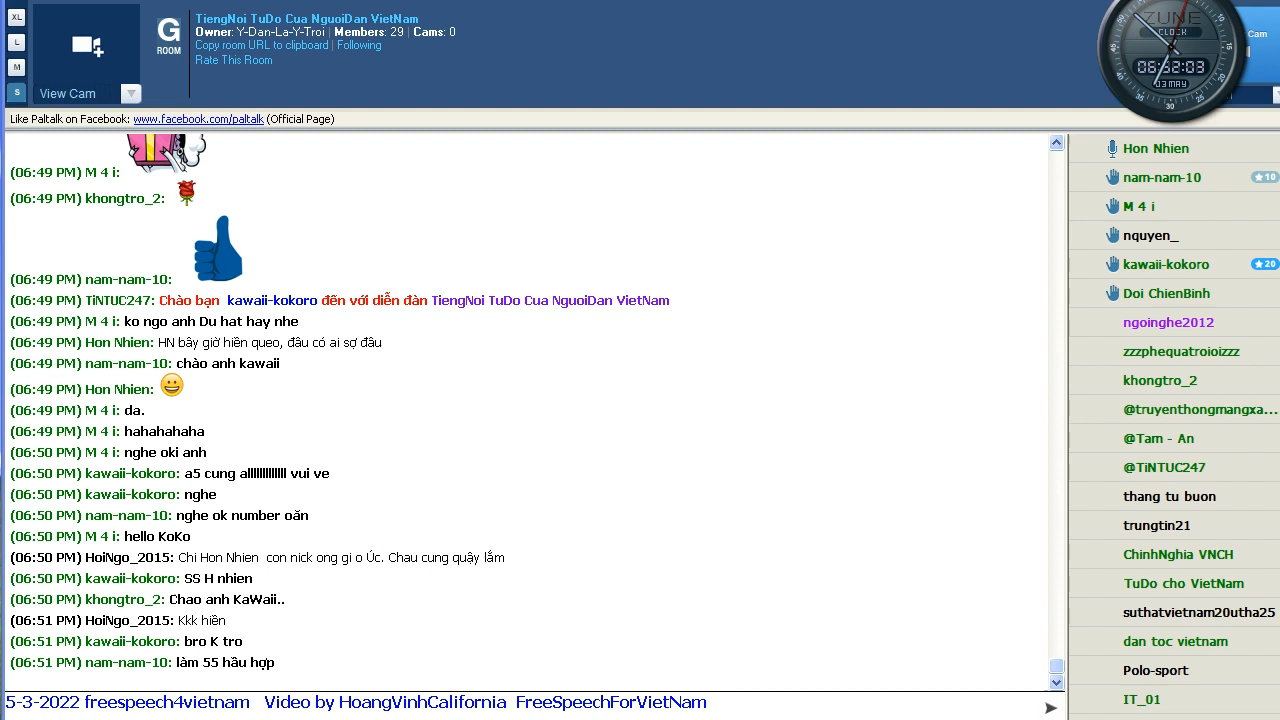 XL
L
M
S
View Cam
G
ROOM
TiengNoi TuDo Cua NguoiDan VietNam
Owner: Y-Dan-La-Y-Troi | Members: 29 | Cams: 0
Copy room URL to clipboard | Following
Rate This Room
ZUNE
CLOCK
06:32:03
03 MAY
Cam
Like Paltalk on Facebook: www.facebook.com/paltalk (Official Page)
(06:49 PM) M 4 i:
(06:49 PM) khongtro_2:
(06:49 PM) nam-nam-10:
(06:49 PM) TiNTUC247: Chào bạn kawaii-kokoro đến với diễn đàn TiengNoi TuDo Cua NguoiDan VietNam
(06:49 PM) M 4 i: ko ngo anh Du hat hay nhe
(06:49 PM) Hon Nhien: HN bây giờ hiền queo, đâu có ai sợ đâu
(06:49 PM) nam-nam-10: chào anh kawaii
(06:49 PM) Hon Nhien:
(06:49 PM) M 4 i: da.
(06:49 PM) M 4 i: hahahahaha
(06:50 PM) M 4 i: nghe oki anh
(06:50 PM) kawaii-kokoro: a5 cung alllllllllllll vui ve
(06:50 PM) kawaii-kokoro: nghe
(06:50 PM) nam-nam-10: nghe ok number oăn
(06:50 PM) M 4 i: hello KoKo
(06:50 PM) HoiNgo_2015: Chi Hon Nhien con nick ong gi o Úc. Chau cung quậy lắm
(06:50 PM) kawaii-kokoro: SS H nhien
(06:50 PM) khongtro_2: Chao anh KaWaii..
(06:51 PM) HoiNgo_2015: Kkk hiền
(06:51 PM) kawaii-kokoro: bro K tro
(06:51 PM) nam-nam-10: làm 55 hầu hợp
Hon Nhien
nam-nam-10 10
M 4 i
nquyen_
kawaii-kokoro 20
Doi ChienBinh
ngoinghe2012
zzzphequatroioizzz
khongtro_2
@truyenthongmangxa...
@Tam - An
@TiNTUC247
thang tu buon
trungtin21
ChinhNghia VNCH
TuDo cho VietNam
suthatvietnam20utha25
dan toc vietnam
Polo-sport
IT_01
5-3-2022 freespeech4vietnam Video by HoangVinhCalifornia FreeSpeechForVietNam